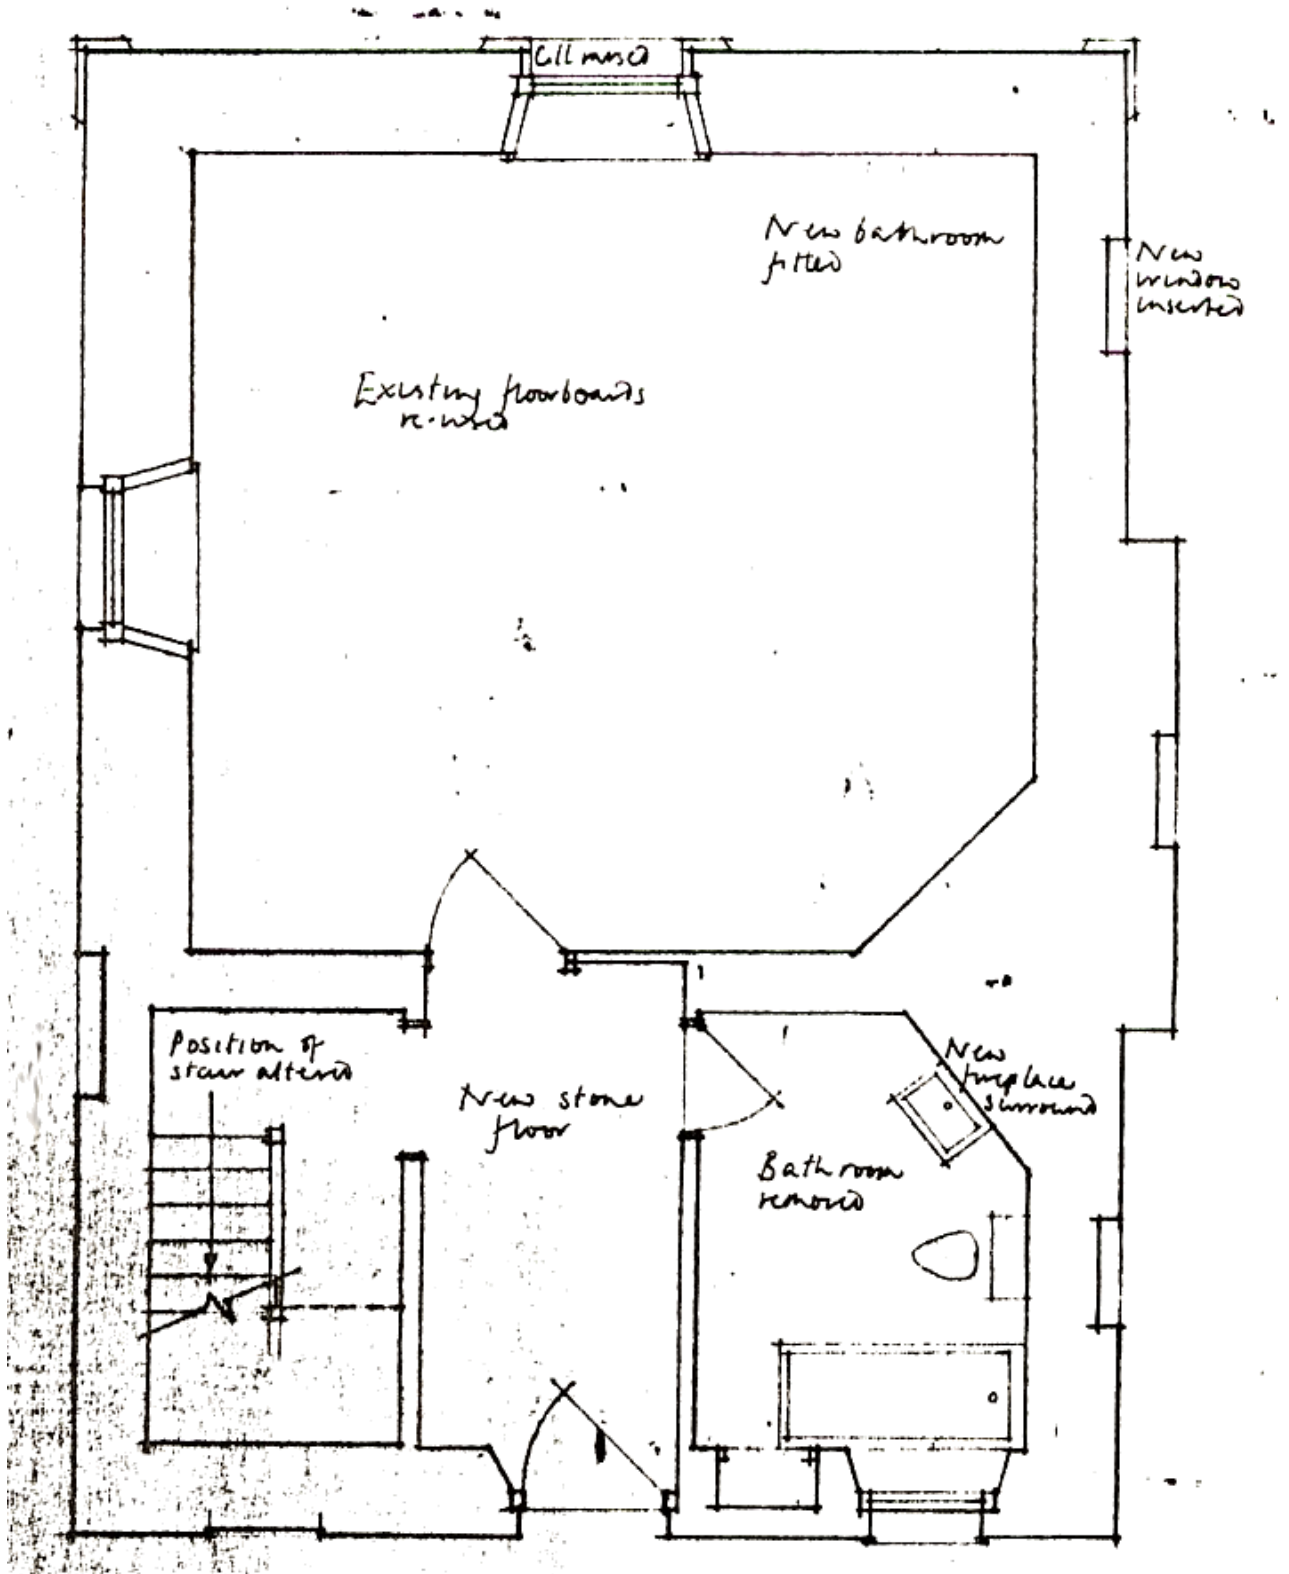 Cill raised
New bathroom
fitted
New
window
inserted
Existing floorboards
re-used
Position of
stair altered
New stone
floor
New
fireplace
surround
Bathroom
removed